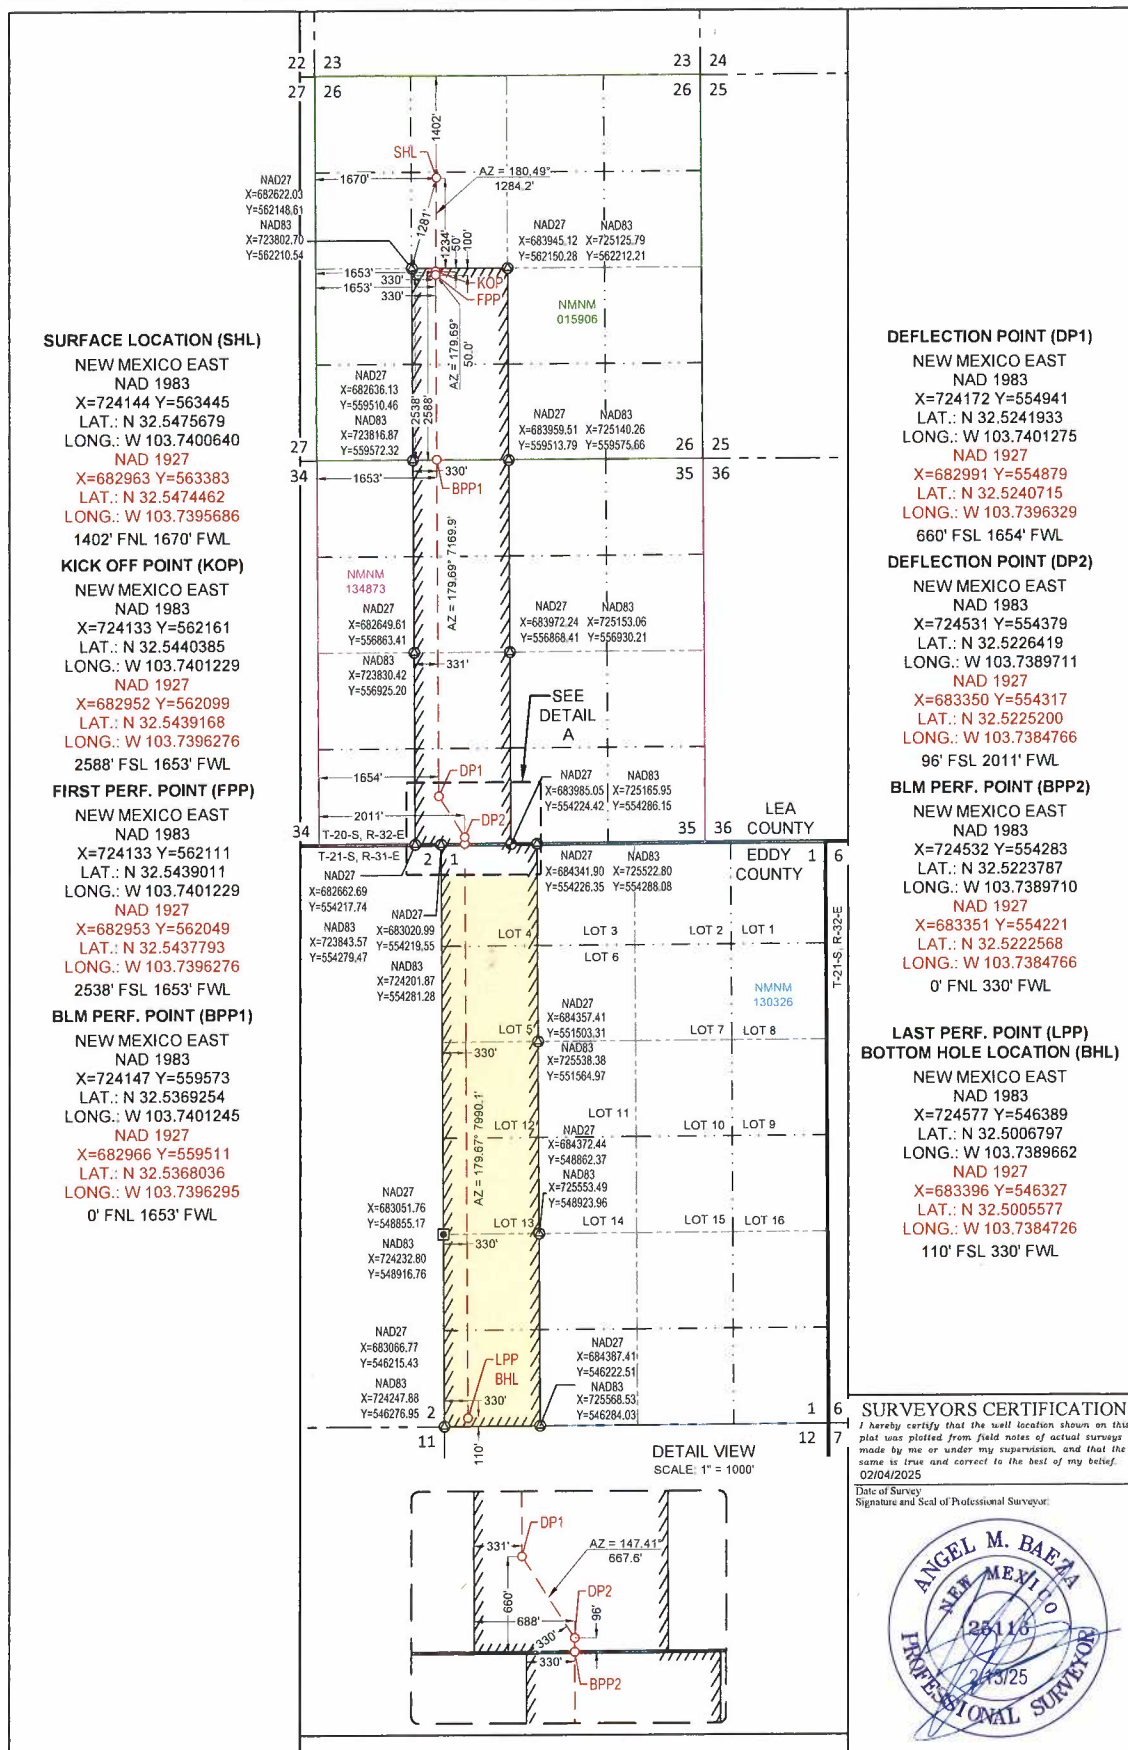 SURFACE LOCATION (SHL)
NEW MEXICO EAST
NAD 1983
X=724144 Y=563445
LAT.: N 32.5475679
LONG.: W 103.7400640
NAD 1927
X=682963 Y=563383
LAT.: N 32.5474462
LONG.: W 103.7395686
1402' FNL 1670' FWL
KICK OFF POINT (KOP)
NEW MEXICO EAST
NAD 1983
X=724133 Y=562161
LAT.: N 32.5440385
LONG.: W 103.7401229
NAD 1927
X=682952 Y=562099
LAT.: N 32.5439168
LONG.: W 103.7396276
2588' FSL 1653' FWL
FIRST PERF. POINT (FPP)
NEW MEXICO EAST
NAD 1983
X=724133 Y=562111
LAT.: N 32.5439011
LONG.: W 103.7401229
NAD 1927
X=682953 Y=562049
LAT.: N 32.5437793
LONG.: W 103.7396276
2538' FSL 1653' FWL
BLM PERF. POINT (BPP1)
NEW MEXICO EAST
NAD 1983
X=724147 Y=559573
LAT.: N 32.5369254
LONG.: W 103.7401245
NAD 1927
X=682966 Y=559511
LAT.: N 32.5368036
LONG.: W 103.7396295
0' FNL 1653' FWL
22 23
23 24
27 26
26 25
1402'
SHL
1670'
AZ = 180.49°
1284.2'
NAD27
X=682622.03
Y=562148.61
NAD83
X=723802.70
Y=562210.54
1281'
1234'
50'
100'
NAD27 NAD83
X=683945.12 X=725125.79
Y=562150.28 Y=562212.21
1653'
330'
1653'
330'
KOP
FPP
NMNM
015906
AZ = 179.69°
50.0'
NAD27
X=682636.13
Y=559510.46
NAD83
X=723816.87
Y=559572.32
2538'
2588'
NAD27 NAD83
X=683959.51 X=725140.26
Y=559513.79 Y=559575.66
27
26 25
34
35 36
1653'
330'
BPP1
AZ = 179.69° 7169.9'
NMNM
134873
NAD27
X=682649.61
Y=556863.41
NAD83
X=723830.42
Y=556925.20
NAD27 NAD83
X=683972.24 X=725153.06
Y=556868.41 Y=556930.21
331'
SEE
DETAIL
A
1654'
DP1
2011'
DP2
NAD27 NAD83
X=683985.05 X=725165.95
Y=554224.42 Y=554286.15
34
T-20-S, R-32-E
35 36
LEA
COUNTY
T-21-S, R-31-E
2 1
EDDY
COUNTY
1 6
NAD27
X=682662.69
Y=554217.74
NAD83
X=723843.57
Y=554279.47
NAD27
X=683020.99
Y=554219.55
NAD83
X=724201.87
Y=554281.28
NAD27 NAD83
X=684341.90 X=725522.80
Y=554226.35 Y=554288.08
T-21-S, R-32-E
LOT 4
LOT 3
LOT 2 LOT 1
LOT 6
NMNM
130326
LOT 5
NAD27
X=684357.41
Y=551503.31
NAD83
X=725538.38
Y=551564.97
LOT 7 LOT 8
330'
AZ = 179.67° 7990.1'
LOT 11
LOT 12
LOT 10 LOT 9
NAD27
X=684372.44
Y=548862.37
NAD83
X=725553.49
Y=548923.96
NAD27
X=683051.76
Y=548855.17
NAD83
X=724232.80
Y=548916.76
LOT 13
LOT 14
LOT 15 LOT 16
330'
NAD27
X=683066.77
Y=546215.43
NAD83
X=724247.88
Y=546276.95
LPP
BHL
330'
NAD27
X=684387.41
Y=546222.51
NAD83
X=725568.53
Y=546284.03
2
11
110'
1 6
12 7
DETAIL VIEW
SCALE: 1" = 1000'
DP1
331'
AZ = 147.41°
667.6'
660'
DP2
688'
96'
330'
330'
BPP2
DEFLECTION POINT (DP1)
NEW MEXICO EAST
NAD 1983
X=724172 Y=554941
LAT.: N 32.5241933
LONG.: W 103.7401275
NAD 1927
X=682991 Y=554879
LAT.: N 32.5240715
LONG.: W 103.7396329
660' FSL 1654' FWL
DEFLECTION POINT (DP2)
NEW MEXICO EAST
NAD 1983
X=724531 Y=554379
LAT.: N 32.5226419
LONG.: W 103.7389711
NAD 1927
X=683350 Y=554317
LAT.: N 32.5225200
LONG.: W 103.7384766
96' FSL 2011' FWL
BLM PERF. POINT (BPP2)
NEW MEXICO EAST
NAD 1983
X=724532 Y=554283
LAT.: N 32.5223787
LONG.: W 103.7389710
NAD 1927
X=683351 Y=554221
LAT.: N 32.5222568
LONG.: W 103.7384766
0' FNL 330' FWL
LAST PERF. POINT (LPP)
BOTTOM HOLE LOCATION (BHL)
NEW MEXICO EAST
NAD 1983
X=724577 Y=546389
LAT.: N 32.5006797
LONG.: W 103.7389662
NAD 1927
X=683396 Y=546327
LAT.: N 32.5005577
LONG.: W 103.7384726
110' FSL 330' FWL
SURVEYORS CERTIFICATION
I hereby certify that the well location shown on this
plat was plotted from field notes of actual surveys
made by me or under my supervision, and that the
same is true and correct to the best of my belief.
02/04/2025
Date of Survey
Signature and Seal of Professional Surveyor:
ANGEL M. BAEZA
NEW MEXICO
25116
2/13/25
PROFESSIONAL SURVEYOR